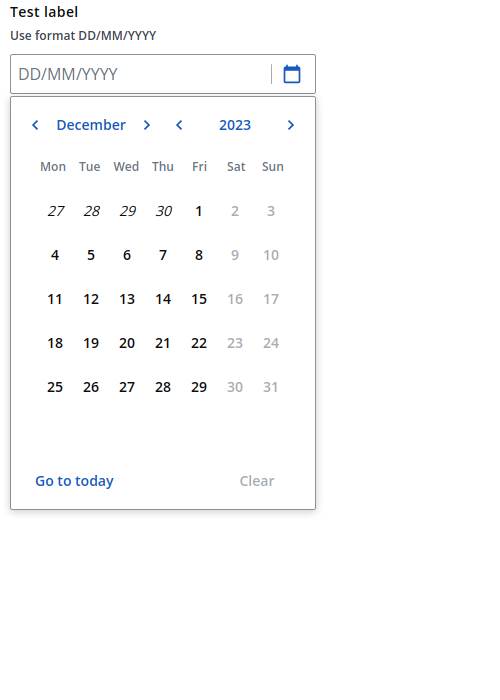 Test label
Use format DD/MM/YYYY
DD/MM/YYYY
December 2023
Mon Tue Wed Thu Fri Sat Sun
27 28 29 30 1 2 3
4 5 6 7 8 9 10
11 12 13 14 15 16 17
18 19 20 21 22 23 24
25 26 27 28 29 30 31
Go to today Clear